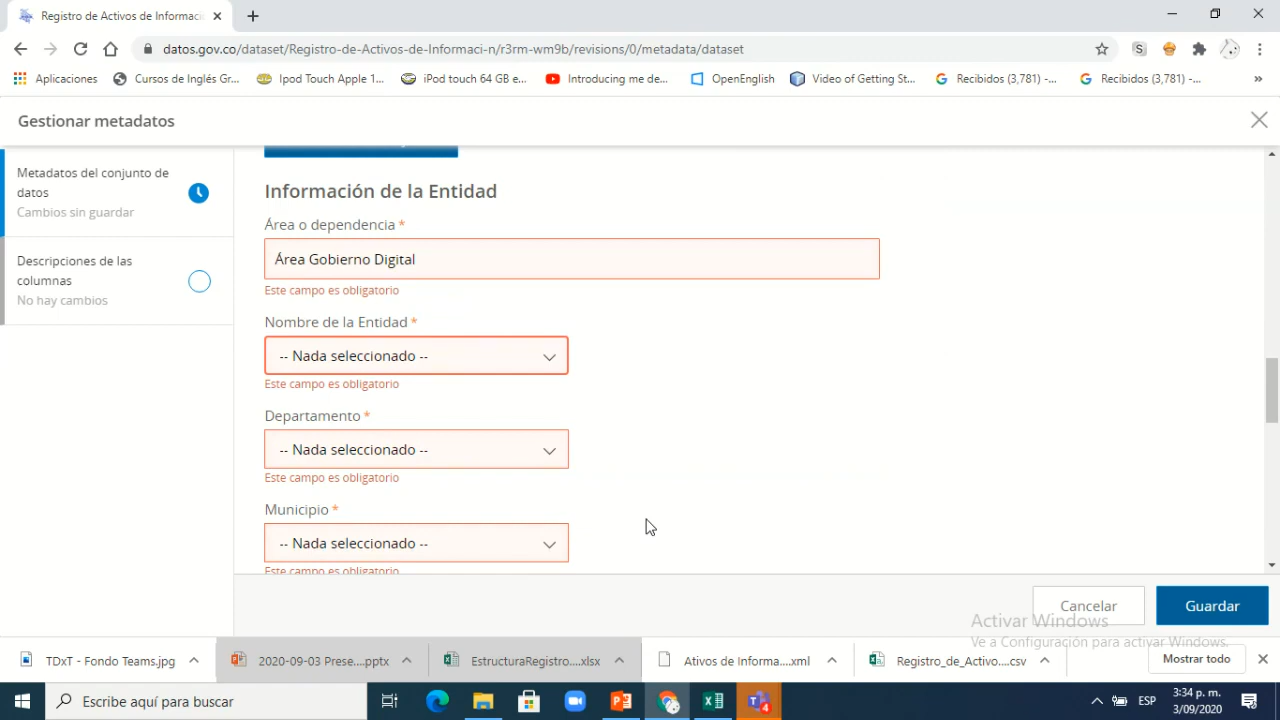 Registro de Activos de Informaci
datos.gov.co/dataset/Registro-de-Activos-de-Informaci-n/r3rm-wm9b/revisions/0/metadata/dataset
Aplicaciones
Cursos de Inglés Gr...
Ipod Touch Apple 1...
iPod touch 64 GB e...
Introducing me de...
OpenEnglish
Video of Getting St...
Recibidos (3,781) -...
Recibidos (3,781) -...
Gestionar metadatos
Metadatos del conjunto de
datos
Cambios sin guardar
Descripciones de las
columnas
No hay cambios
Información de la Entidad
Área o dependencia *
Área Gobierno Digital
Este campo es obligatorio
Nombre de la Entidad *
-- Nada seleccionado --
Este campo es obligatorio
Departamento *
-- Nada seleccionado --
Este campo es obligatorio
Municipio *
-- Nada seleccionado --
Este campo es obligatorio
Cancelar
Guardar
Activar Windows
Ve a Configuración para activar Windows.
TDxT - Fondo Teams.jpg
2020-09-03 Prese....pptx
EstructuraRegistro....xlsx
Ativos de Informa....xml
Registro_de_Activo....csv
Mostrar todo
Escribe aquí para buscar
4
ESP
3:34 p. m.
3/09/2020